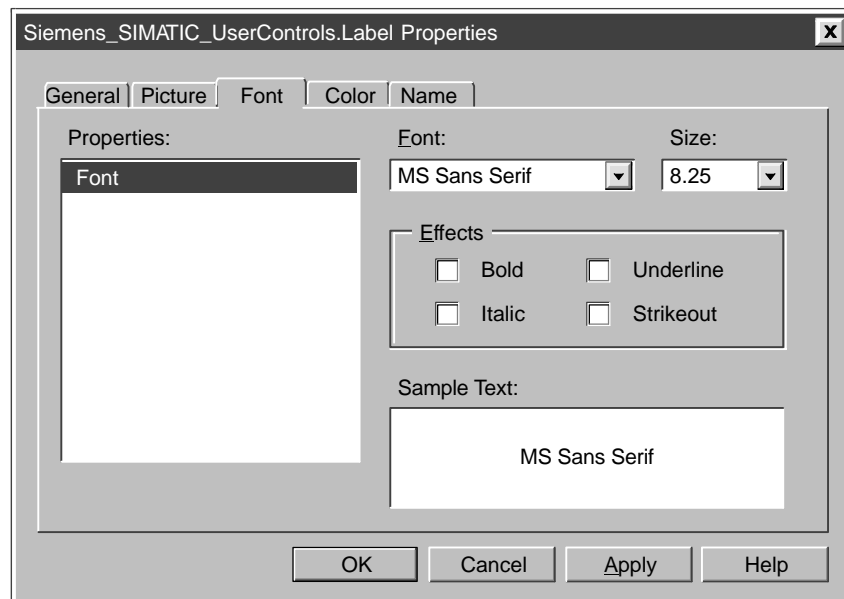 Siemens_SIMATIC_UserControls.Label Properties
x
General Picture Font Color Name
Properties:
Font
Font:
Size:
MS Sans Serif
8.25
Effects
Bold
Underline
Italic
Strikeout
Sample Text:
MS Sans Serif
OK Cancel Apply Help